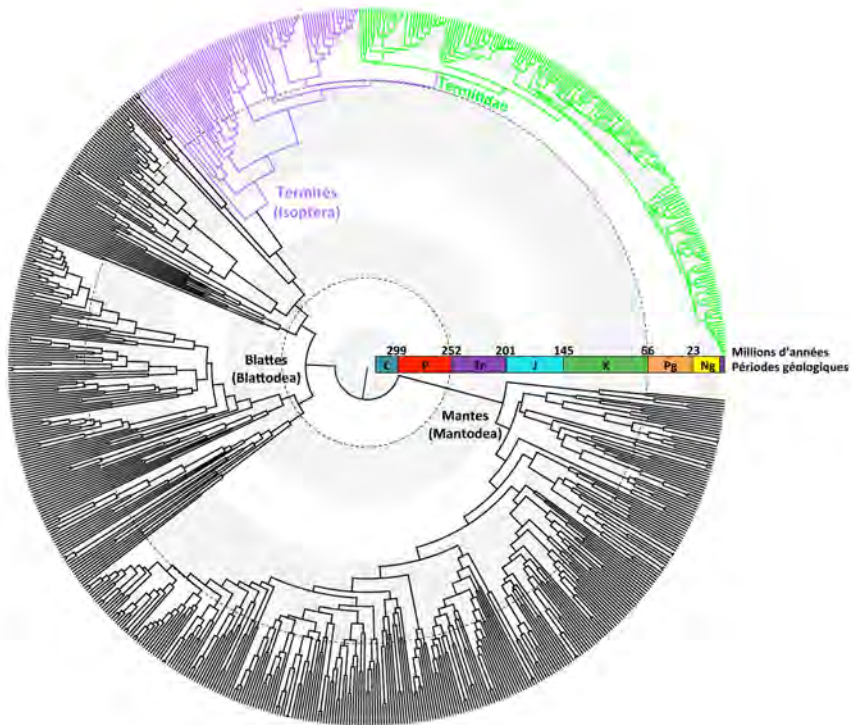 Termitidae
Termites
(Isoptera)
299 252 201 145 66 23 Millions d'années
C P Tr J K Pg Ng Périodes géologiques
Blattes
(Blattodea)
Mantes
(Mantodea)